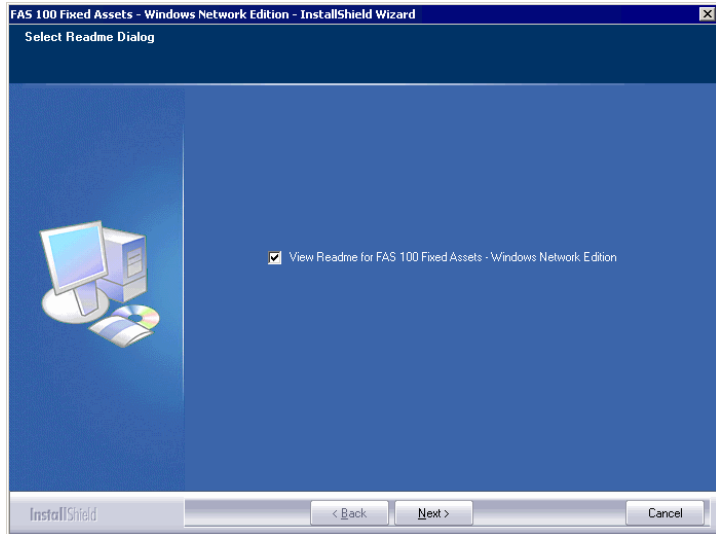 FAS 100 Fixed Assets - Windows Network Edition - InstallShield Wizard
Select Readme Dialog
View Readme for FAS 100 Fixed Assets - Windows Network Edition
InstallShield
< Back
Next >
Cancel